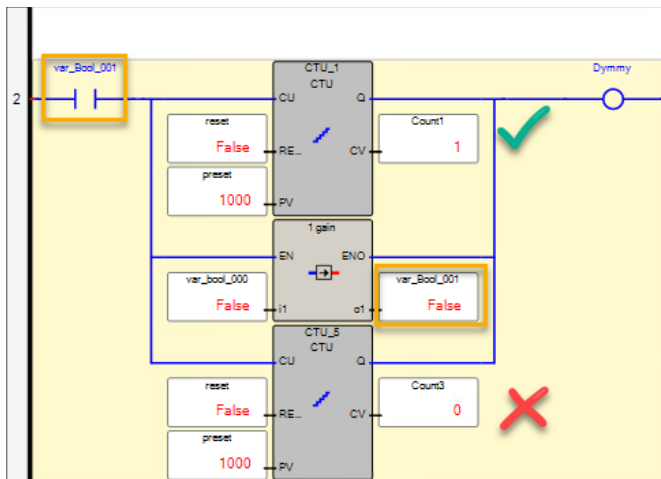 var_Bool_001
CTU_1
CTU
Dymmy
2
CU
Q
reset
False
RE...
Count1
1
CV
preset
1000
PV
1 gain
EN
ENO
var_bool_000
False
i1
o1
var_Bool_001
False
CTU_5
CTU
CU
Q
reset
False
RE...
Count3
0
CV
preset
1000
PV